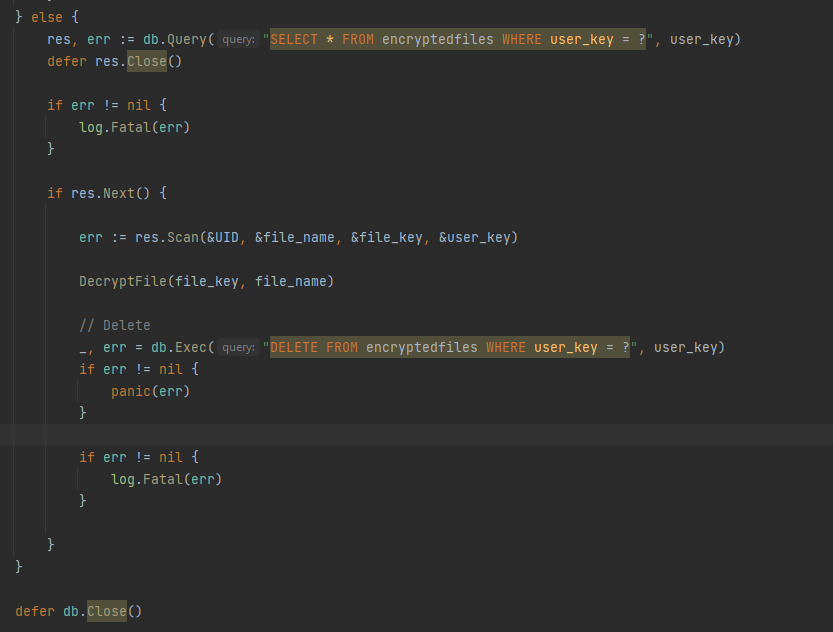 } else {
res, err := db.Query( query: "SELECT * FROM encryptedfiles WHERE user_key = ?", user_key)
defer res.Close()
if err != nil {
log.Fatal(err)
}
if res.Next() {
err := res.Scan(&UID, &file_name, &file_key, &user_key)
DecryptFile(file_key, file_name)
// Delete
_, err = db.Exec( query: "DELETE FROM encryptedfiles WHERE user_key = ?", user_key)
if err != nil {
panic(err)
}
if err != nil {
log.Fatal(err)
}
}
}
defer db.Close()